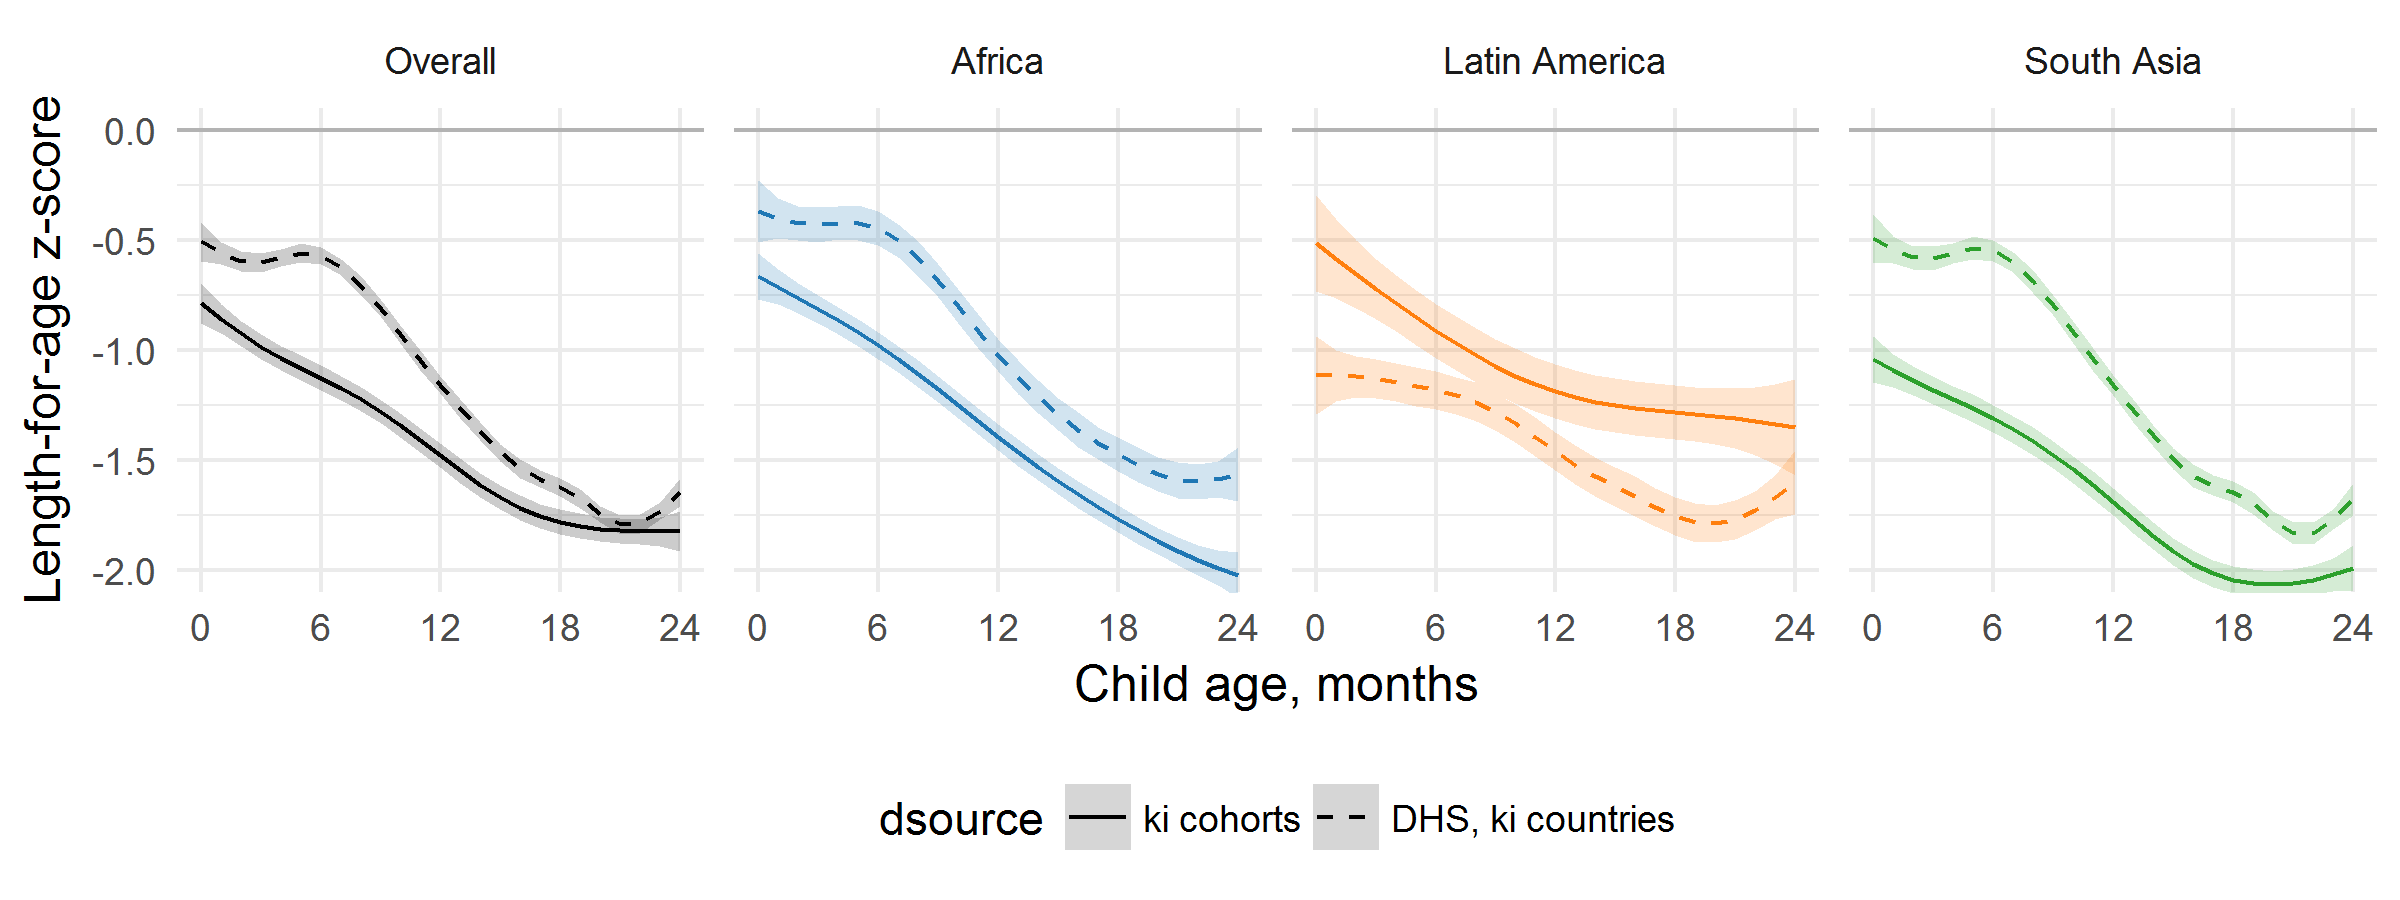 Overall Africa Latin America South Asia
Length-for-age z-score
0.0
-0.5
-1.0
-1.5
-2.0
0 6 12 18 24 0 6 12 18 24 0 6 12 18 24 0 6 12 18 24
Child age, months
dsource ki cohorts DHS, ki countries